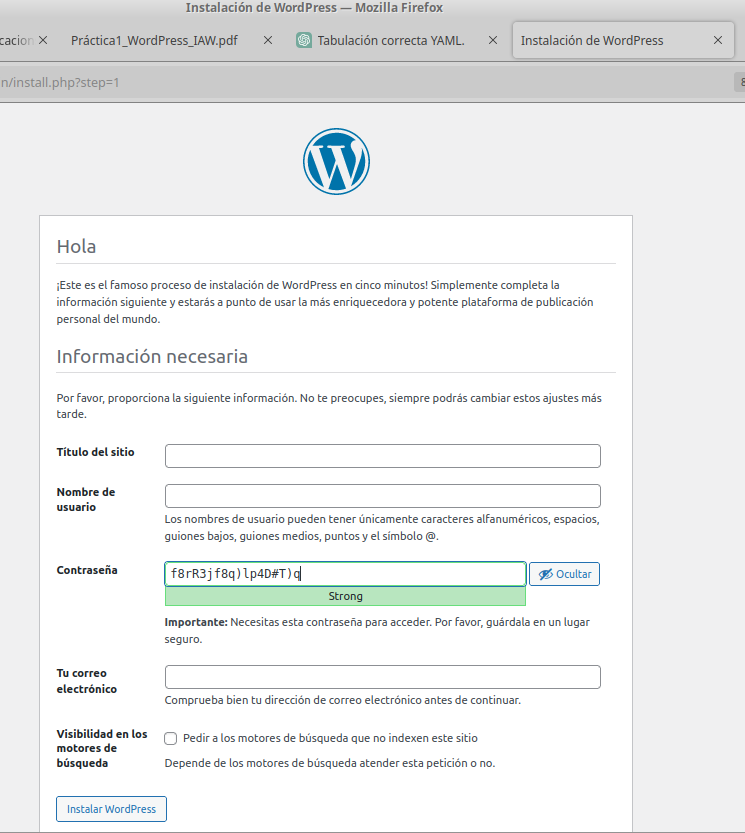 Instalación de WordPress — Mozilla Firefox
Práctica1_WordPress_IAW.pdf
Tabulación correcta YAML.
Instalación de WordPress
n/install.php?step=1
Hola
¡Este es el famoso proceso de instalación de WordPress en cinco minutos! Simplemente completa la
información siguiente y estarás a punto de usar la más enriquecedora y potente plataforma de publicación
personal del mundo.
Información necesaria
Por favor, proporciona la siguiente información. No te preocupes, siempre podrás cambiar estos ajustes más
tarde.
Título del sitio
Nombre de
usuario
Los nombres de usuario pueden tener únicamente caracteres alfanuméricos, espacios,
guiones bajos, guiones medios, puntos y el símbolo @.
Contraseña
f8rR3jf8q)lp4D#T)q
Ocultar
Strong
Importante: Necesitas esta contraseña para acceder. Por favor, guárdala en un lugar
seguro.
Tu correo
electrónico
Comprueba bien tu dirección de correo electrónico antes de continuar.
Visibilidad en los
motores de
búsqueda
Pedir a los motores de búsqueda que no indexen este sitio
Depende de los motores de búsqueda atender esta petición o no.
Instalar WordPress